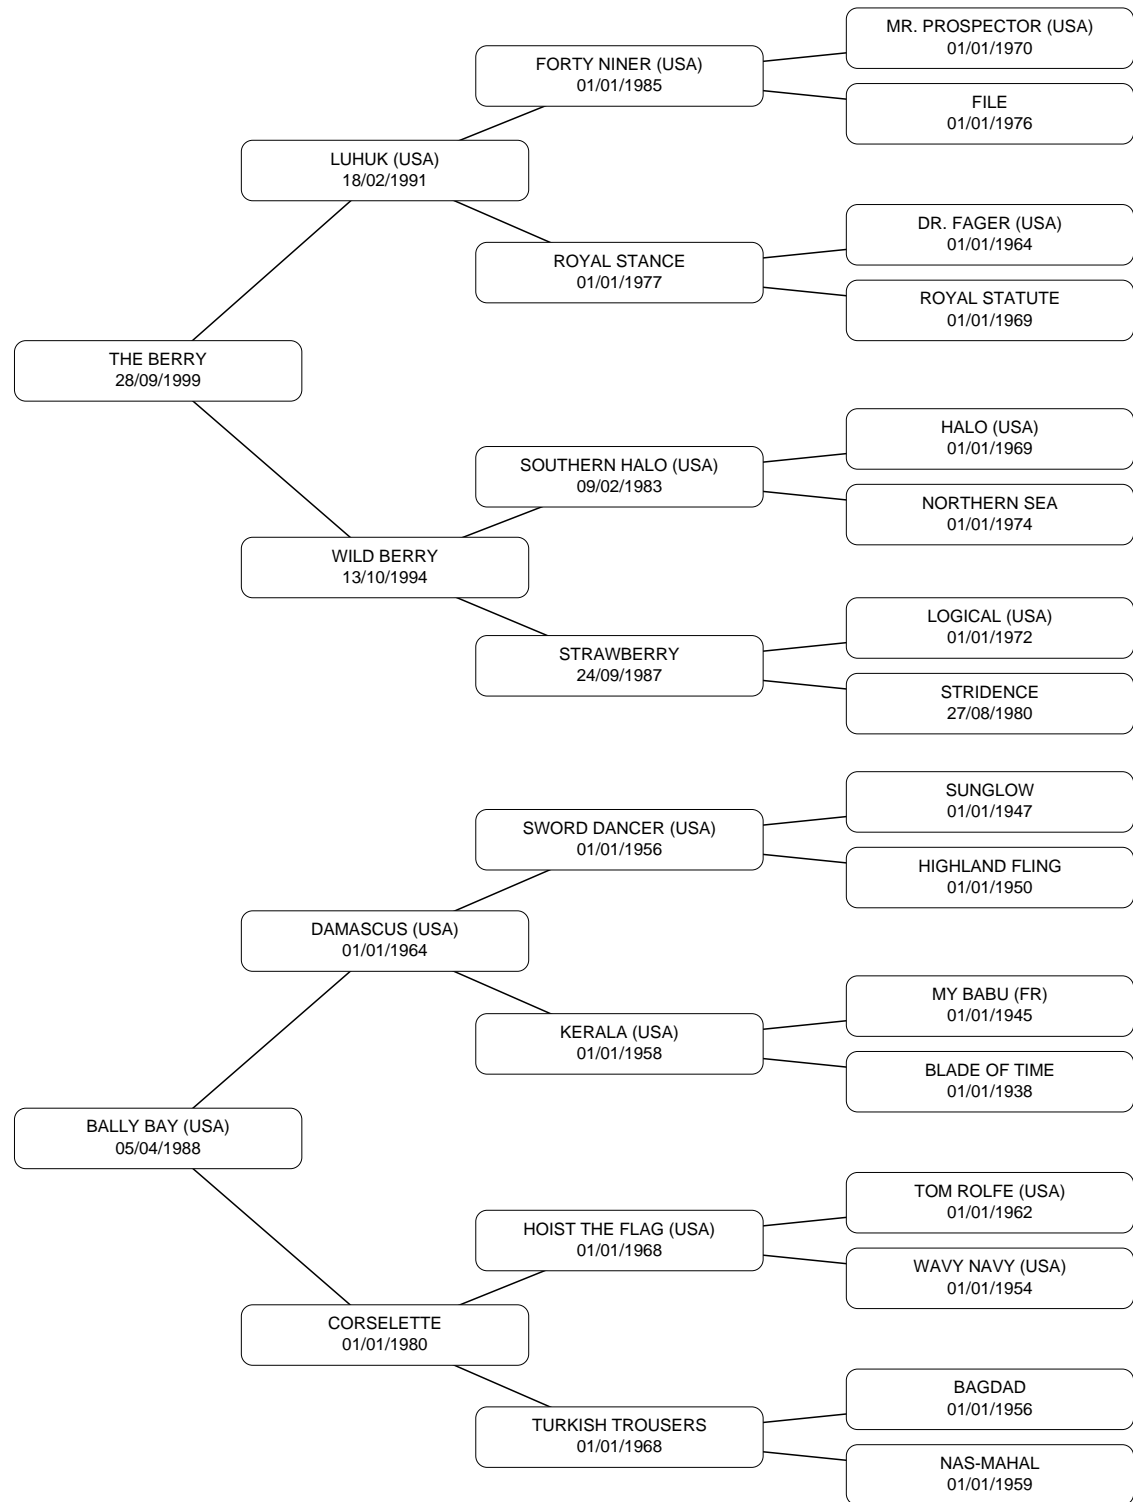 MR. PROSPECTOR (USA)
01/01/1970
FORTY NINER (USA)
01/01/1985
FILE
01/01/1976
LUHUK (USA)
18/02/1991
DR. FAGER (USA)
01/01/1964
ROYAL STANCE
01/01/1977
ROYAL STATUTE
01/01/1969
THE BERRY
28/09/1999
HALO (USA)
01/01/1969
SOUTHERN HALO (USA)
09/02/1983
NORTHERN SEA
01/01/1974
WILD BERRY
13/10/1994
LOGICAL (USA)
01/01/1972
STRAWBERRY
24/09/1987
STRIDENCE
27/08/1980
SUNGLOW
01/01/1947
SWORD DANCER (USA)
01/01/1956
HIGHLAND FLING
01/01/1950
DAMASCUS (USA)
01/01/1964
MY BABU (FR)
01/01/1945
KERALA (USA)
01/01/1958
BLADE OF TIME
01/01/1938
BALLY BAY (USA)
05/04/1988
TOM ROLFE (USA)
01/01/1962
HOIST THE FLAG (USA)
01/01/1968
WAVY NAVY (USA)
01/01/1954
CORSELETTE
01/01/1980
BAGDAD
01/01/1956
TURKISH TROUSERS
01/01/1968
NAS-MAHAL
01/01/1959